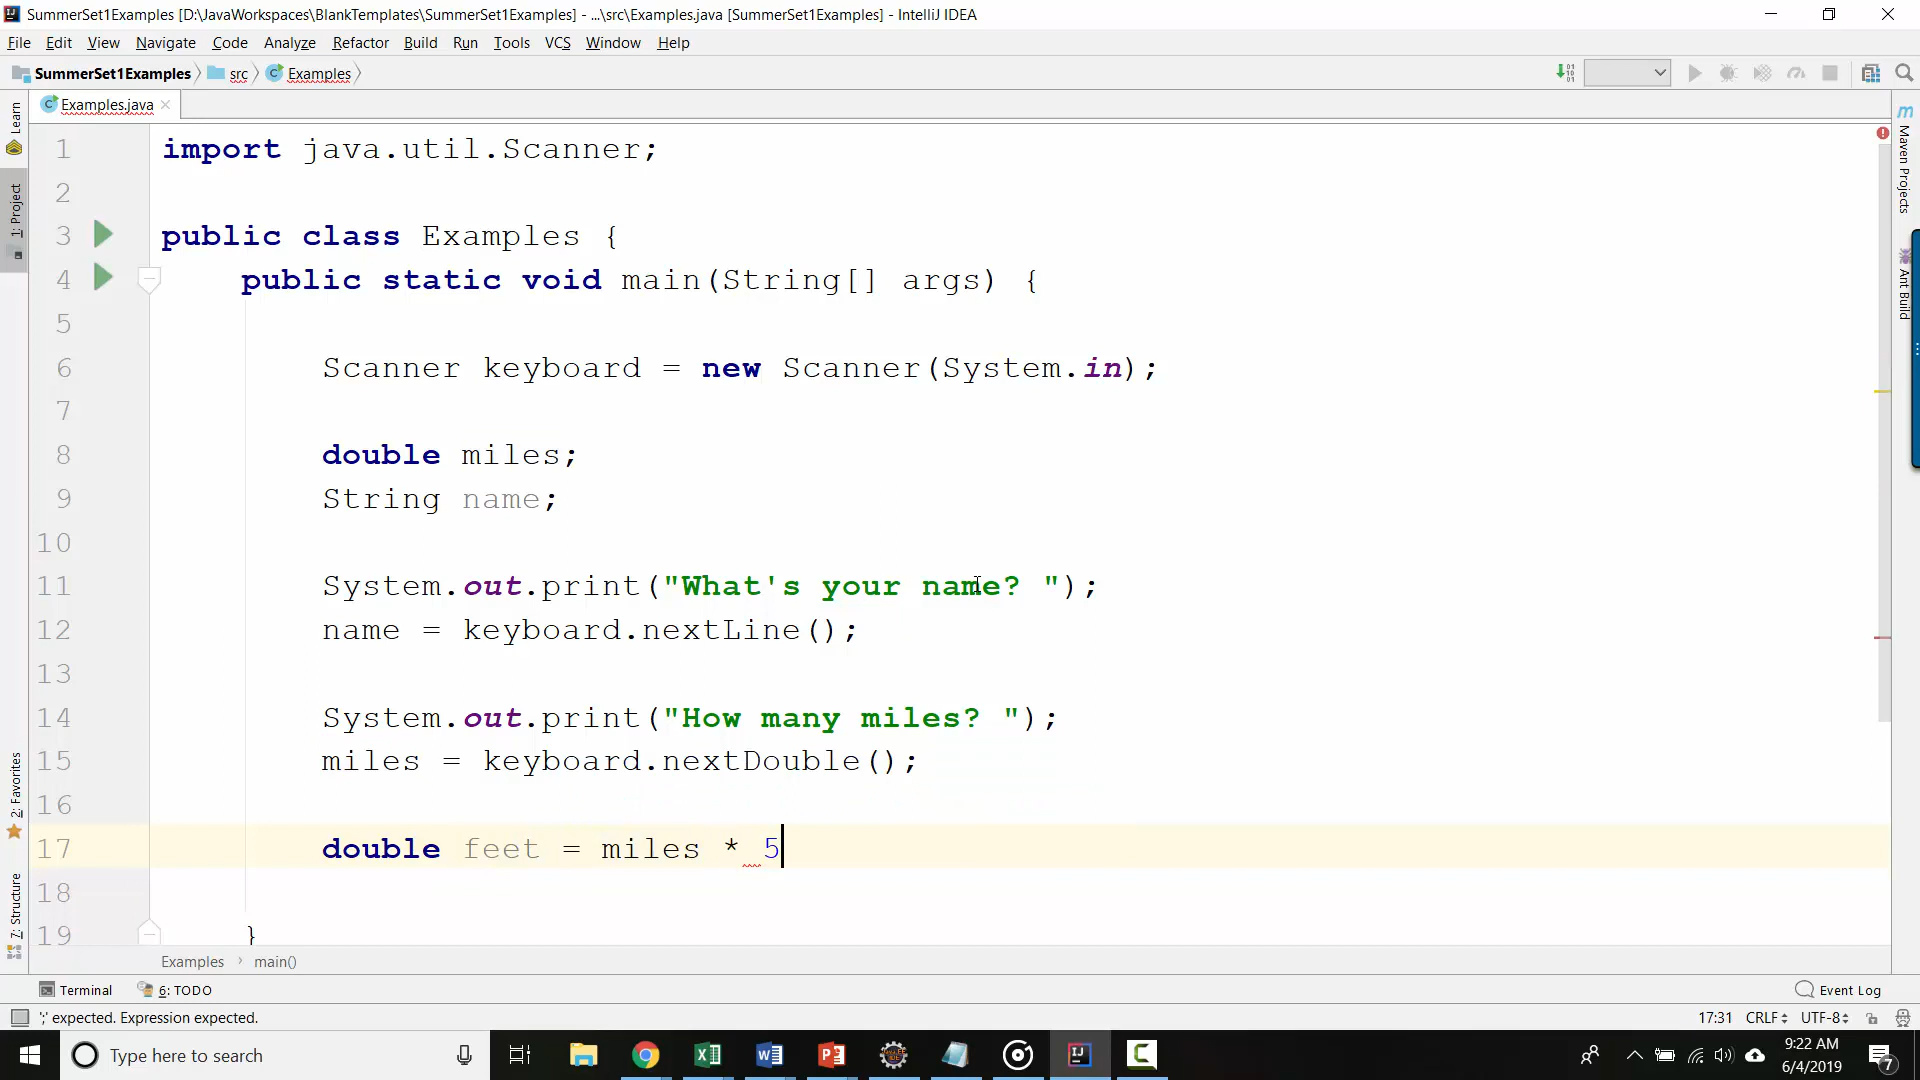 SummerSet1Examples [D:\JavaWorkspaces\BlankTemplates\SummerSet1Examples] - ...\src\Examples.java [SummerSet1Examples] - IntelliJ IDEA
File Edit View Navigate Code Analyze Refactor Build Run Tools VCS Window Help
SummerSet1Examples src Examples
Examples.java
Learn
1: Project
2: Favorites
7: Structure
Maven Projects
Ant Build
1 import java.util.Scanner;
2
3 public class Examples {
4 public static void main(String[] args) {
5
6 Scanner keyboard = new Scanner(System.in);
7
8 double miles;
9 String name;
10
11 System.out.print("What's your name? ");
12 name = keyboard.nextLine();
13
14 System.out.print("How many miles? ");
15 miles = keyboard.nextDouble();
16
17 double feet = miles * 5
18
19 }
Examples › main()
Terminal 6: TODO Event Log
';' expected. Expression expected. 17:31 CRLF UTF-8
Type here to search
9:22 AM
6/4/2019
7